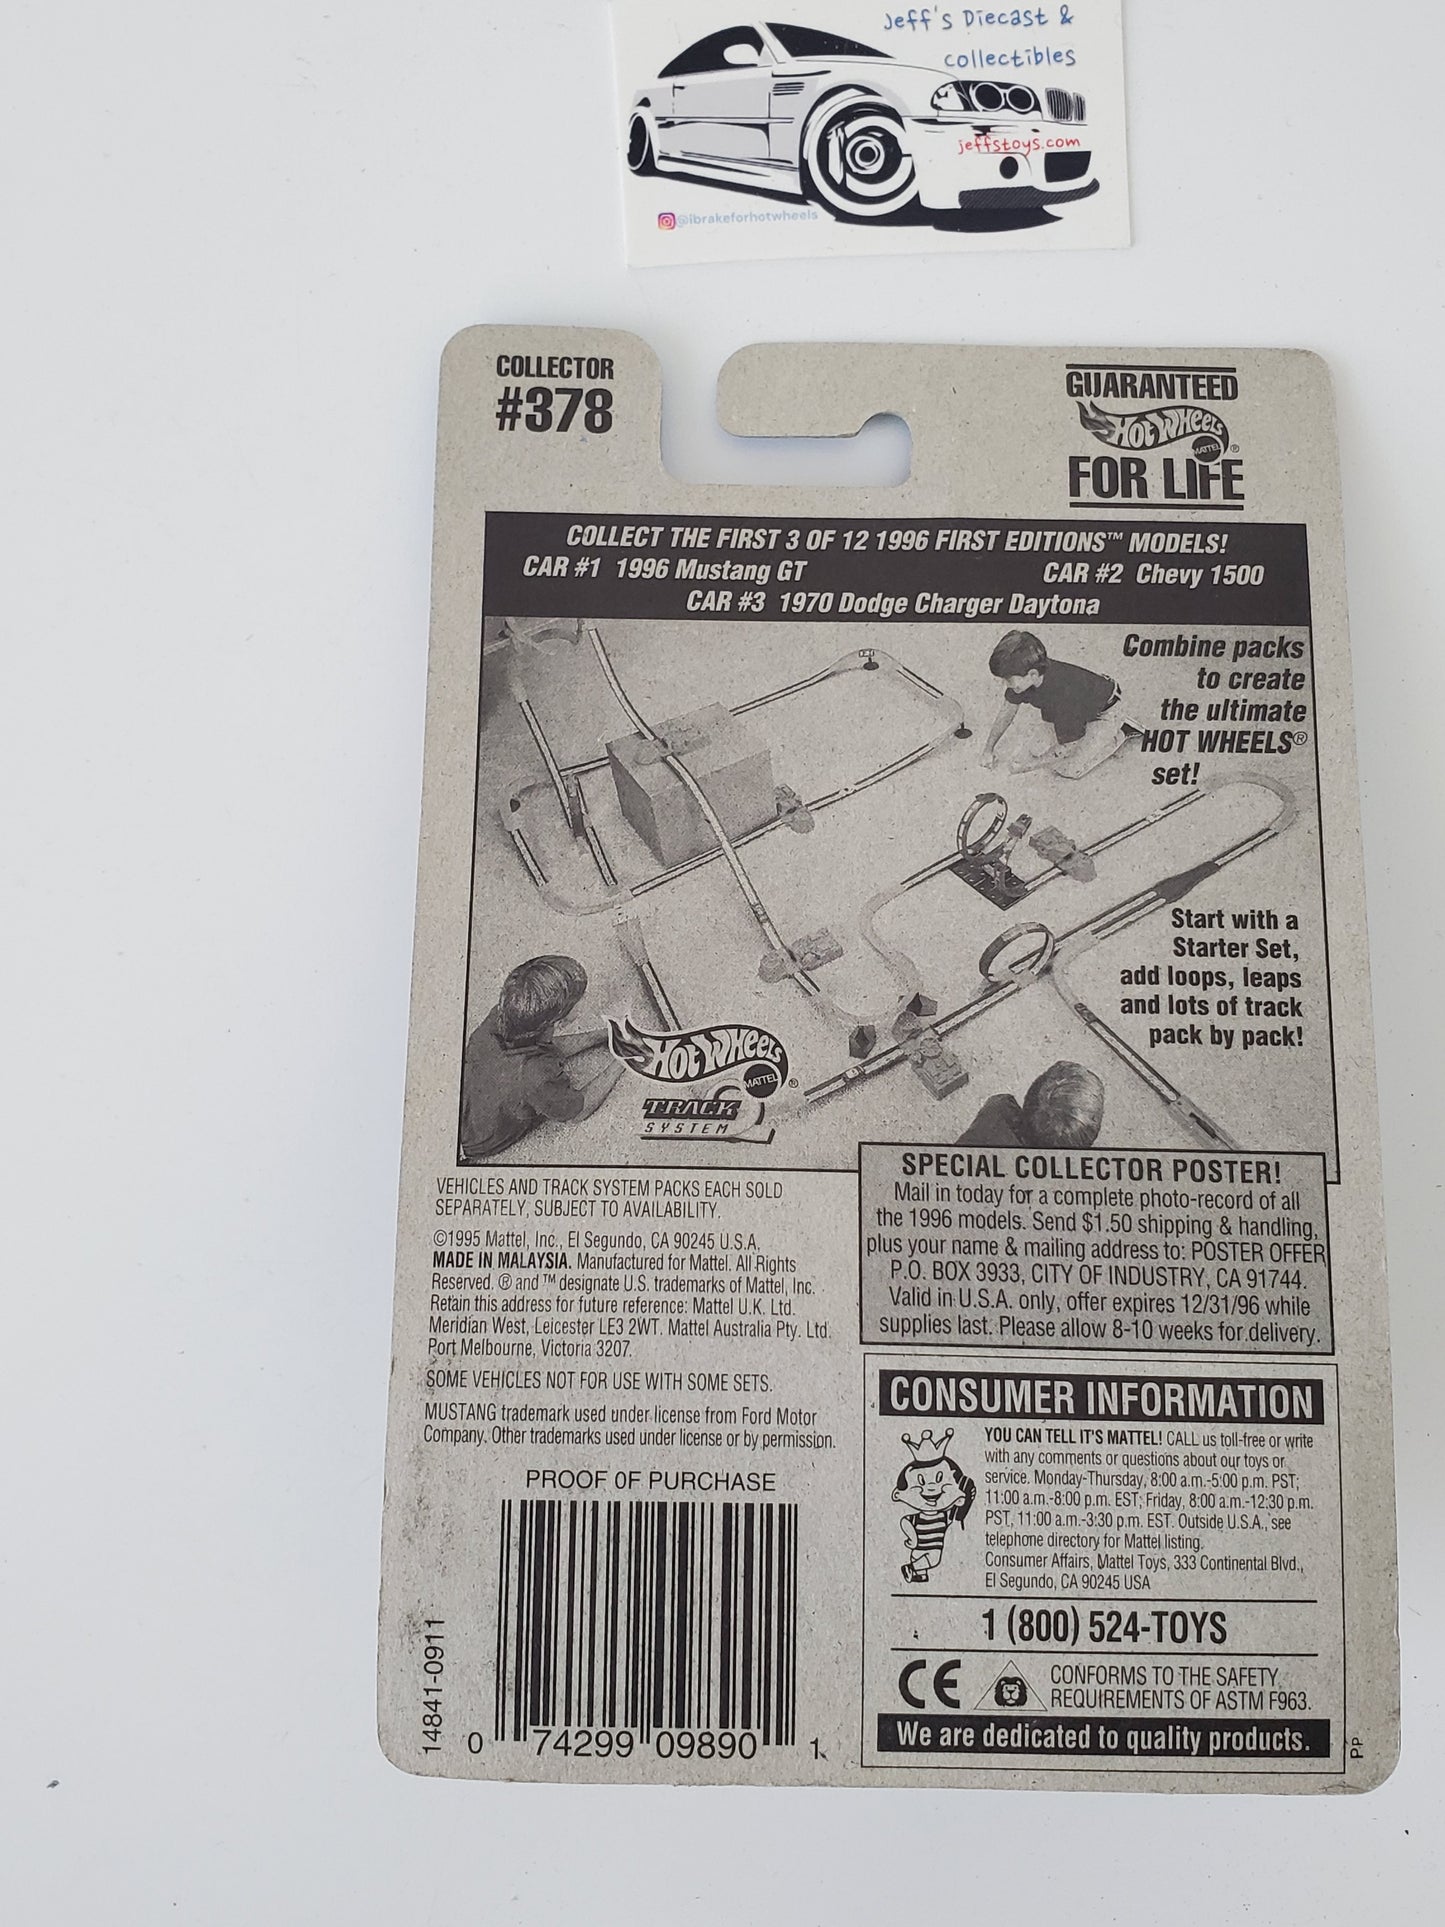 Jeff's Diecast &
collectibles
jeffstoys.com
@ibrakeforhotwheels
COLLECTOR
#378
GUARANTEED
HOT WHEELS
MATTEL ®
FOR LIFE
COLLECT THE FIRST 3 OF 12 1996 FIRST EDITIONS™ MODELS!
CAR #1 1996 Mustang GT CAR #2 Chevy 1500
CAR #3 1970 Dodge Charger Daytona
Combine packs
to create
the ultimate
HOT WHEELS®
set!
Start with a
Starter Set,
add loops, leaps
and lots of track
pack by pack!
HOT WHEELS
MATTEL ®
TRACK
SYSTEM
VEHICLES AND TRACK SYSTEM PACKS EACH SOLD
SEPARATELY, SUBJECT TO AVAILABILITY.
©1995 Mattel, Inc., El Segundo, CA 90245 U.S.A,
MADE IN MALAYSIA. Manufactured for Mattel. All Rights
Reserved. ® and ™ designate U.S. trademarks of Mattel, Inc.
Retain this address for future reference: Mattel U.K. Ltd.
Meridian West, Leicester LE3 2WT. Mattel Australia Pty. Ltd.
Port Melbourne, Victoria 3207.
SOME VEHICLES NOT FOR USE WITH SOME SETS.
MUSTANG trademark used under license from Ford Motor
Company. Other trademarks used under license or by permission.
PROOF OF PURCHASE
14841-0911
0 74299 09890 1
SPECIAL COLLECTOR POSTER!
Mail in today for a complete photo-record of all
the 1996 models. Send $1.50 shipping & handling,
plus your name & mailing address to: POSTER OFFER
P.O. BOX 3933, CITY OF INDUSTRY, CA 91744.
Valid in U.S.A. only, offer expires 12/31/96 while
supplies last. Please allow 8-10 weeks for delivery.
CONSUMER INFORMATION
YOU CAN TELL IT'S MATTEL! CALL us toll-free or write
with any comments or questions about our toys or
service. Monday-Thursday, 8:00 a.m.-5:00 p.m. PST;
11:00 a.m.-8:00 p.m. EST; Friday, 8:00 a.m.-12:30 p.m.
PST, 11:00 a.m.-3:30 p.m. EST. Outside U.S.A., see
telephone directory for Mattel listing.
Consumer Affairs, Mattel Toys, 333 Continental Blvd.,
El Segundo, CA 90245 USA
1 (800) 524-TOYS
CE
CONFORMS TO THE SAFETY
REQUIREMENTS OF ASTM F963.
We are dedicated to quality products.
PP